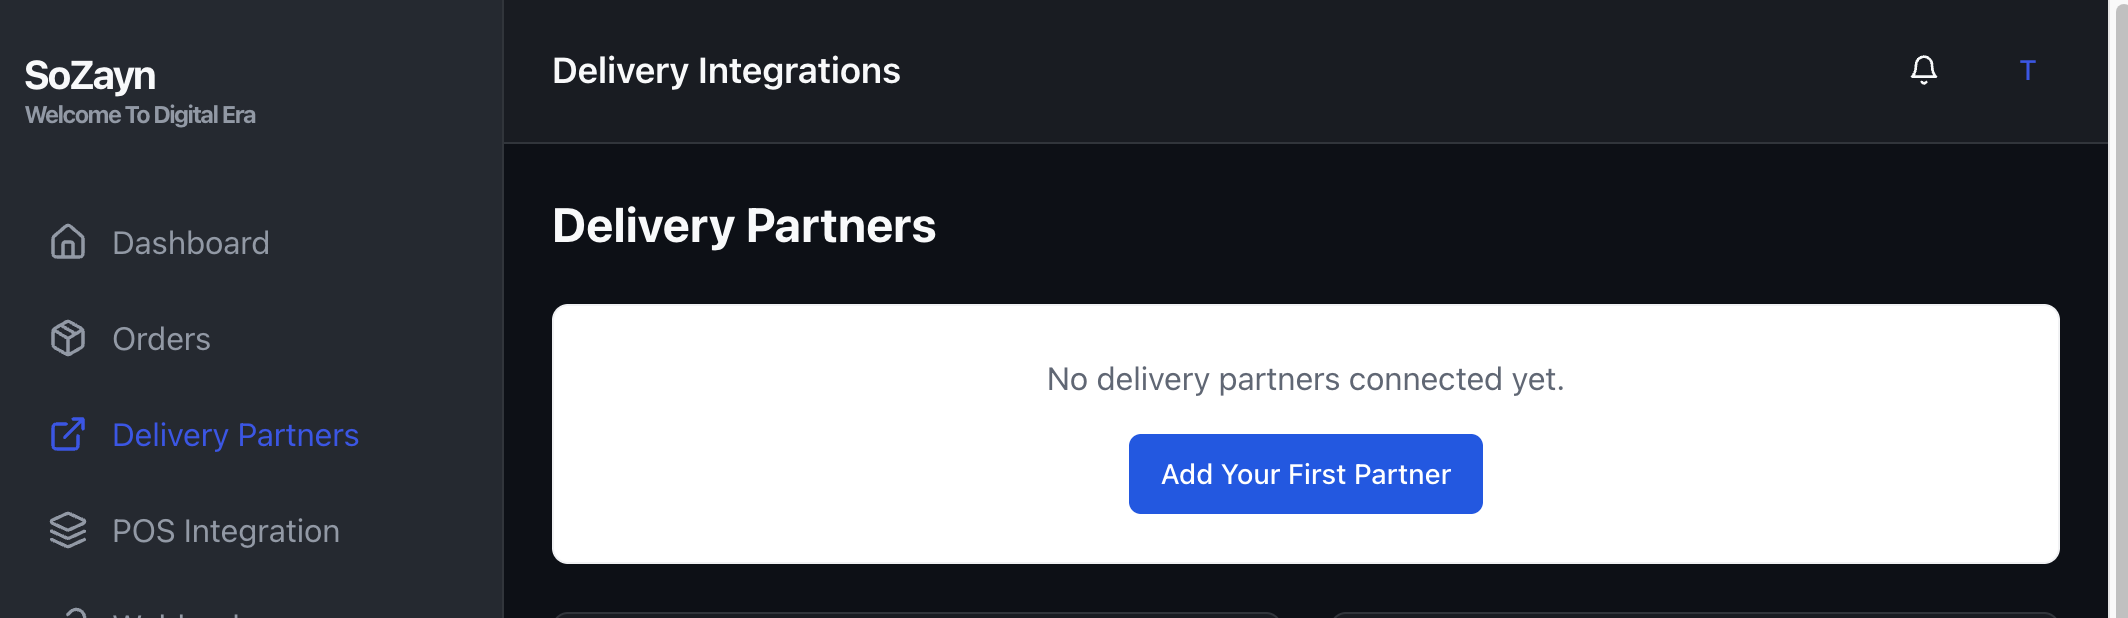 SoZayn
Welcome To Digital Era
Dashboard
Orders
Delivery Partners
POS Integration
Delivery Integrations
T
Delivery Partners
No delivery partners connected yet.
Add Your First Partner